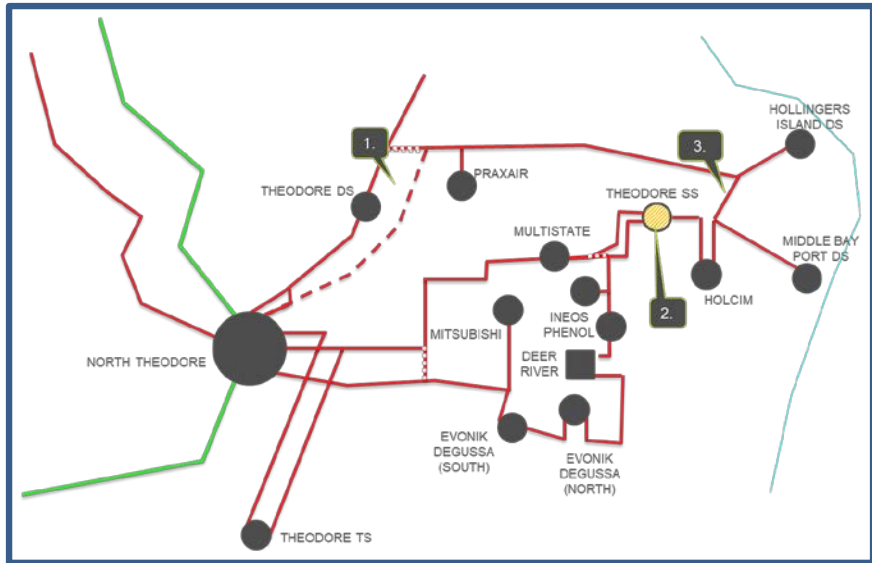 HOLLINGERS
ISLAND DS
1.
3.
PRAXAIR
THEODORE DS
THEODORE SS
MULTISTATE
MIDDLE BAY
PORT DS
HOLCIM
2.
INEOS
PHENOL
MITSUBISHI
NORTH THEODORE
DEER
RIVER
EVONIK
DEGUSSA
(SOUTH)
EVONIK
DEGUSSA
(NORTH)
THEODORE TS